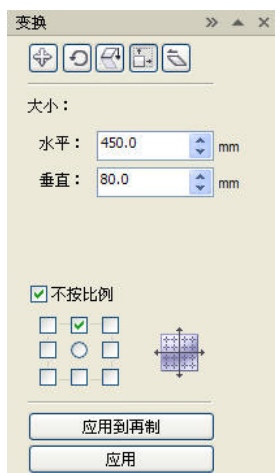 变换
大小：
水平： 450.0 mm
垂直： 80.0 mm
不按比例
应用到再制
应用